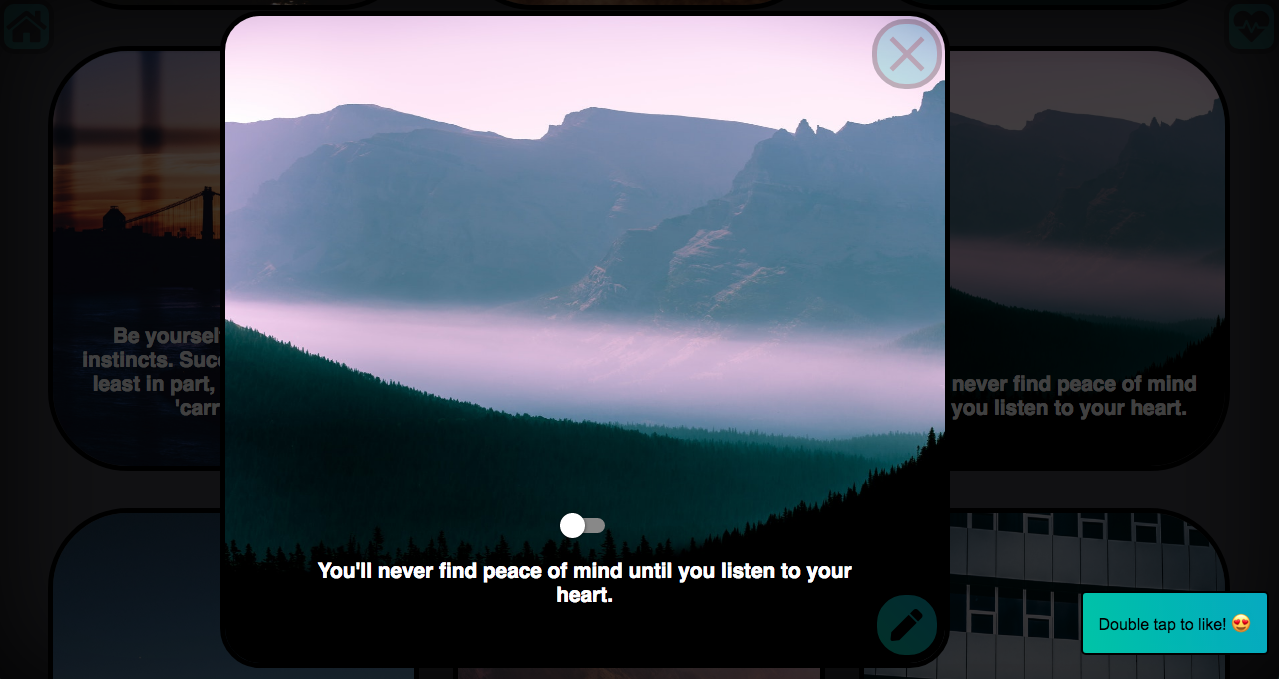 Be yoursel
instincts. Suc
least in part,
'carr
never find peace of mind
you listen to your heart.
You'll never find peace of mind until you listen to your
heart.
Double tap to like! 😍